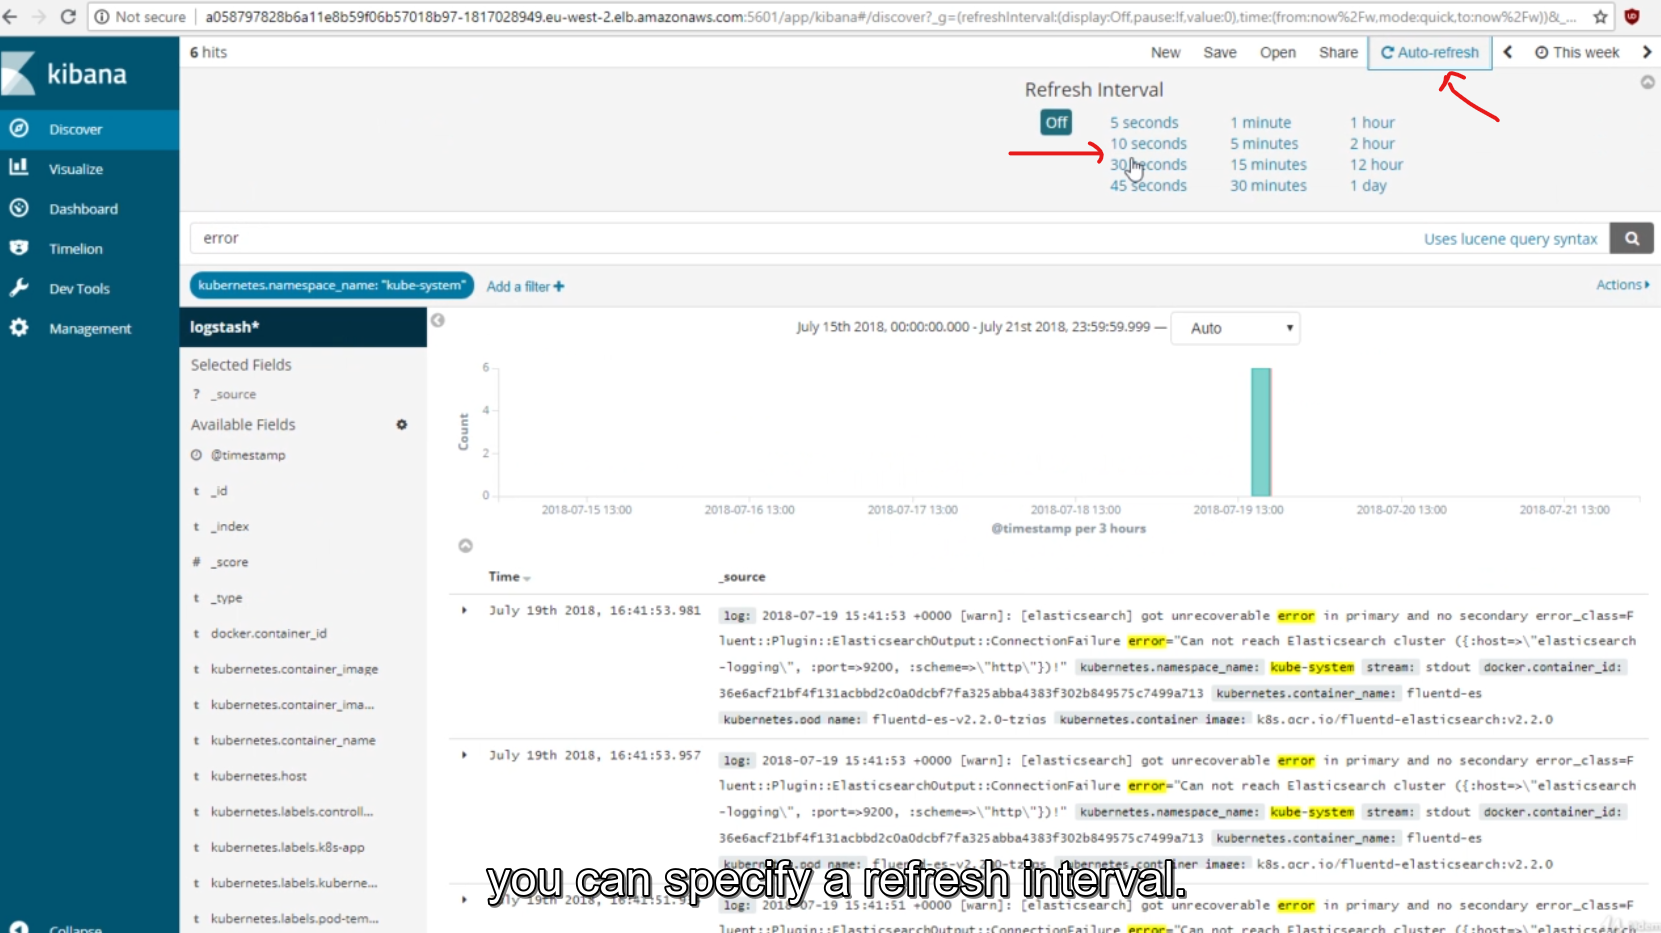 Not secure a058797828b6a11e8b59f06b57018b97-1817028949.eu-west-2.elb.amazonaws.com:5601/app/kibana#/discover?_g=(refreshInterval:(display:Off,pause:!f,value:0),time:(from:now%2Fw,mode:quick,to:now%2Fw))&_...
kibana
Discover
Visualize
Dashboard
Timelion
Dev Tools
Management
Collapse
6 hits
New Save Open Share Auto-refresh This week
Refresh Interval
Off
5 seconds 1 minute 1 hour
10 seconds 5 minutes 2 hour
30 seconds 15 minutes 12 hour
45 seconds 30 minutes 1 day
error
Uses lucene query syntax
kubernetes.namespace_name: "kube-system" Add a filter +
Actions
logstash*
Selected Fields
? _source
Available Fields
@timestamp
t _id
t _index
# _score
t _type
t docker.container_id
t kubernetes.container_image
t kubernetes.container_ima...
t kubernetes.container_name
t kubernetes.host
t kubernetes.labels.controll...
t kubernetes.labels.k8s-app
t kubernetes.labels.kuberne...
t kubernetes.labels.pod-tem...
July 15th 2018, 00:00:00.000 - July 21st 2018, 23:59:59.999 — Auto
Count
6
4
2
0
2018-07-15 13:00 2018-07-16 13:00 2018-07-17 13:00 2018-07-18 13:00 2018-07-19 13:00 2018-07-20 13:00 2018-07-21 13:00
@timestamp per 3 hours
Time _source
July 19th 2018, 16:41:53.981
log: 2018-07-19 15:41:53 +0000 [warn]: [elasticsearch] got unrecoverable error in primary and no secondary error_class=F
luent::Plugin::ElasticsearchOutput::ConnectionFailure error="Can not reach Elasticsearch cluster ({:host=>\"elasticsearch
-logging\", :port=>9200, :scheme=>\"http\"})!" kubernetes.namespace_name: kube-system stream: stdout docker.container_id:
36e6acf21bf4f131acbbd2c0a0dcbf7fa325abba4383f302b849575c7499a713 kubernetes.container_name: fluentd-es
kubernetes.pod_name: fluentd-es-v2.2.0-tzjqs kubernetes.container_image: k8s.gcr.io/fluentd-elasticsearch:v2.2.0
July 19th 2018, 16:41:53.957
log: 2018-07-19 15:41:53 +0000 [warn]: [elasticsearch] got unrecoverable error in primary and no secondary error_class=F
luent::Plugin::ElasticsearchOutput::ConnectionFailure error="Can not reach Elasticsearch cluster ({:host=>\"elasticsearch
-logging\", :port=>9200, :scheme=>\"http\"})!" kubernetes.namespace_name: kube-system stream: stdout docker.container_id:
36e6acf21bf4f131acbbd2c0a0dcbf7fa325abba4383f302b849575c7499a713 kubernetes.container_name: fluentd-es
k8s.gcr.io/fluentd-elasticsearch:v2.2.0
you can specify a refresh interval.
log: 2018-07-19 15:41:51 +0000 [warn]: [elasticsearch] got unrecoverable error in primary and no secondary error_class=F
luent::Plugin::ElasticsearchOutput::ConnectionFailure error="Can not reach Elasticsearch cluster ({:host=>\"elasticsearch